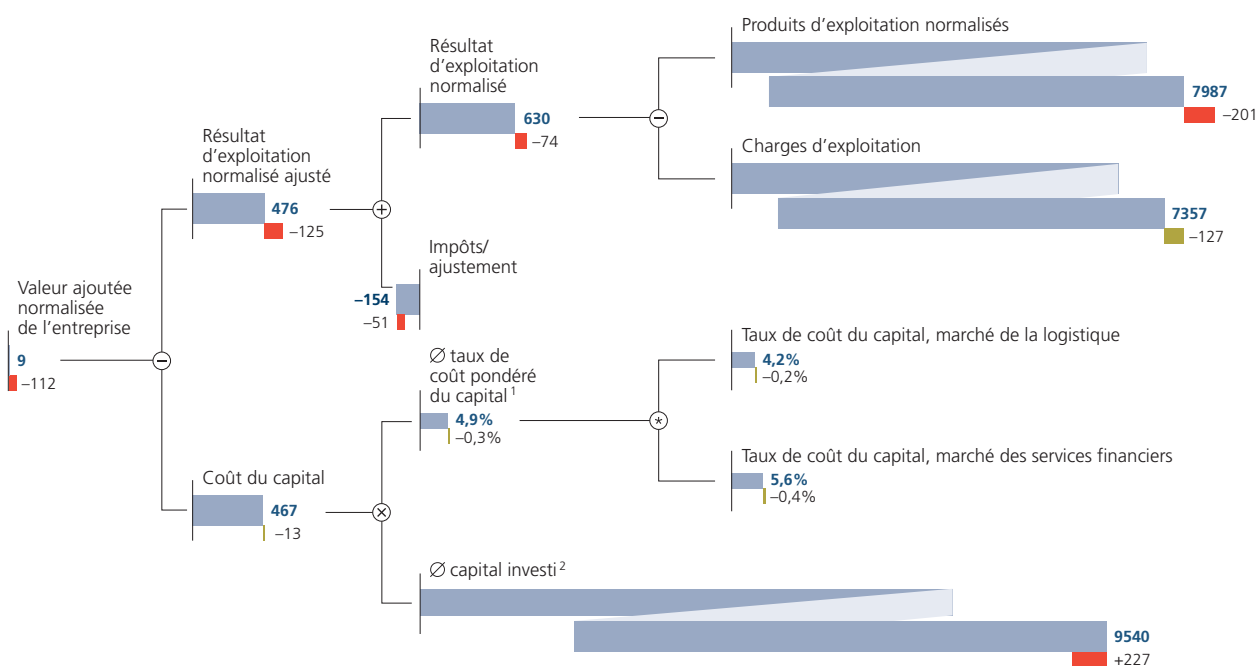 Produits d’exploitation normalisés
7987
–201
Résultat
d’exploitation
normalisé
630
–74
−
Charges d’exploitation
7357
–127
Résultat
d’exploitation
normalisé ajusté
476
–125
+
Impôts/
ajustement
–154
–51
Valeur ajoutée
normalisée
de l’entreprise
9
–112
−
Taux de coût du capital, marché de la logistique
4,2%
–0,2%
∅ taux de
coût pondéré
du capital 1
4,9%
–0,3%
*
Taux de coût du capital, marché des services financiers
5,6%
–0,4%
Coût du capital
467
–13
×
∅ capital investi 2
9540
+227